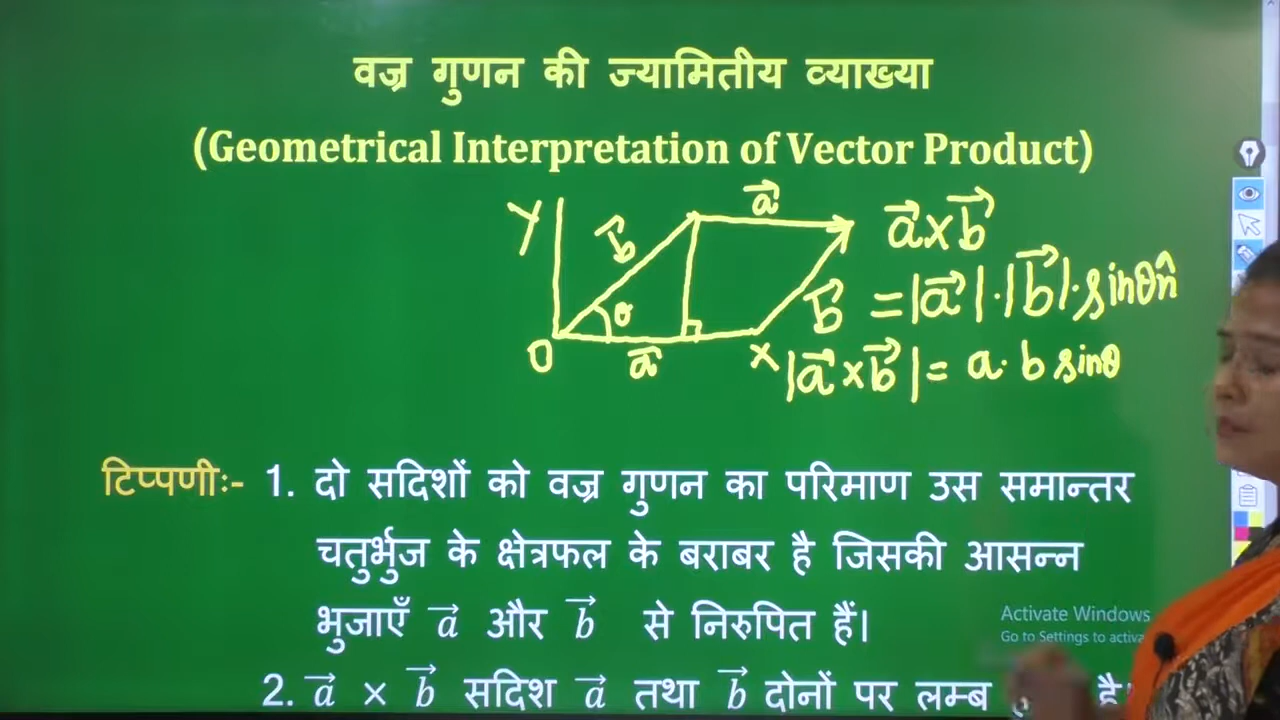 वज्र गुणन की ज्यामितीय व्याख्या
(Geometrical Interpretation of Vector Product)
Y b⃗ a⃗ a⃗ × b⃗
θ b⃗ = |a⃗|·|b⃗|·sinθ n̂
O a⃗ x |a⃗ × b⃗| = a· b sinθ
टिप्पणीः- 1. दो सदिशों को वज्र गुणन का परिमाण उस समान्तर
चतुर्भुज के क्षेत्रफल के बराबर है जिसकी आसन्न
भुजाएँ a⃗ और b⃗ से निरुपित हैं।
Activate Windows
Go to Settings to activa
2. a⃗ × b⃗ सदिश a⃗ तथा b⃗ दोनों पर लम्ब है।